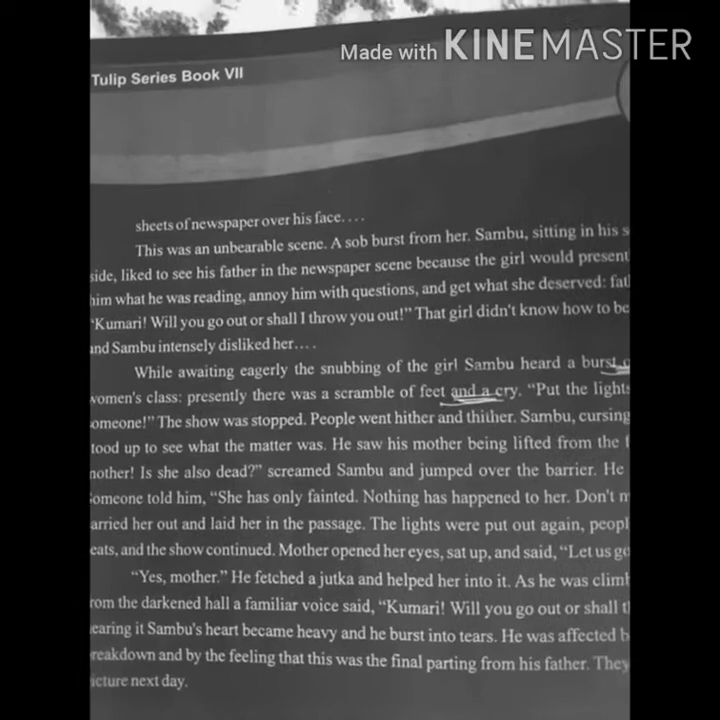 Made with KINEMASTER
Tulip Series Book VII
sheets of newspaper over his face. . . .
This was an unbearable scene. A sob burst from her. Sambu, sitting in his
side, liked to see his father in the newspaper scene because the girl would present
him what he was reading, annoy him with questions, and get what she deserved:
"Kumari! Will you go out or shall I throw you out!" That girl didn't know how to be
and Sambu intensely disliked her. . . .
While awaiting eagerly the snubbing of the girl Sambu heard a burst
women's class: presently there was a scramble of feet and a cry. "Put the lights
omeone!" The show was stopped. People went hither and thither. Sambu, cursing
tood up to see what the matter was. He saw his mother being lifted from the
mother! Is she also dead?" screamed Sambu and jumped over the barrier. He
Someone told him, "She has only fainted. Nothing has happened to her. Don't
arried her out and laid her in the passage. The lights were put out again, peopl
eats, and the show continued. Mother opened her eyes, sat up, and said, "Let us go
"Yes, mother." He fetched a jutka and helped her into it. As he was climb
rom the darkened hall a familiar voice said, "Kumari! Will you go out or shall
earing it Sambu's heart became heavy and he burst into tears. He was affected b
reakdown and by the feeling that this was the final parting from his father. They
icture next day.